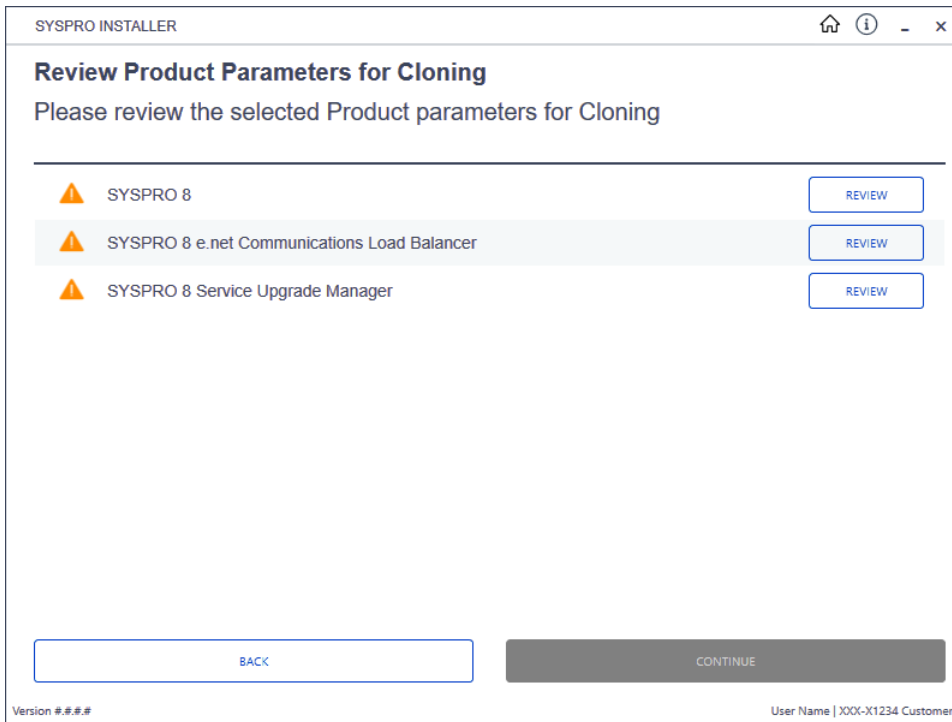 SYSPRO INSTALLER
Review Product Parameters for Cloning
Please review the selected Product parameters for Cloning
SYSPRO 8 REVIEW
SYSPRO 8 e.net Communications Load Balancer REVIEW
SYSPRO 8 Service Upgrade Manager REVIEW
BACK CONTINUE
Version #.#.#.# User Name | XXX-X1234 Customer